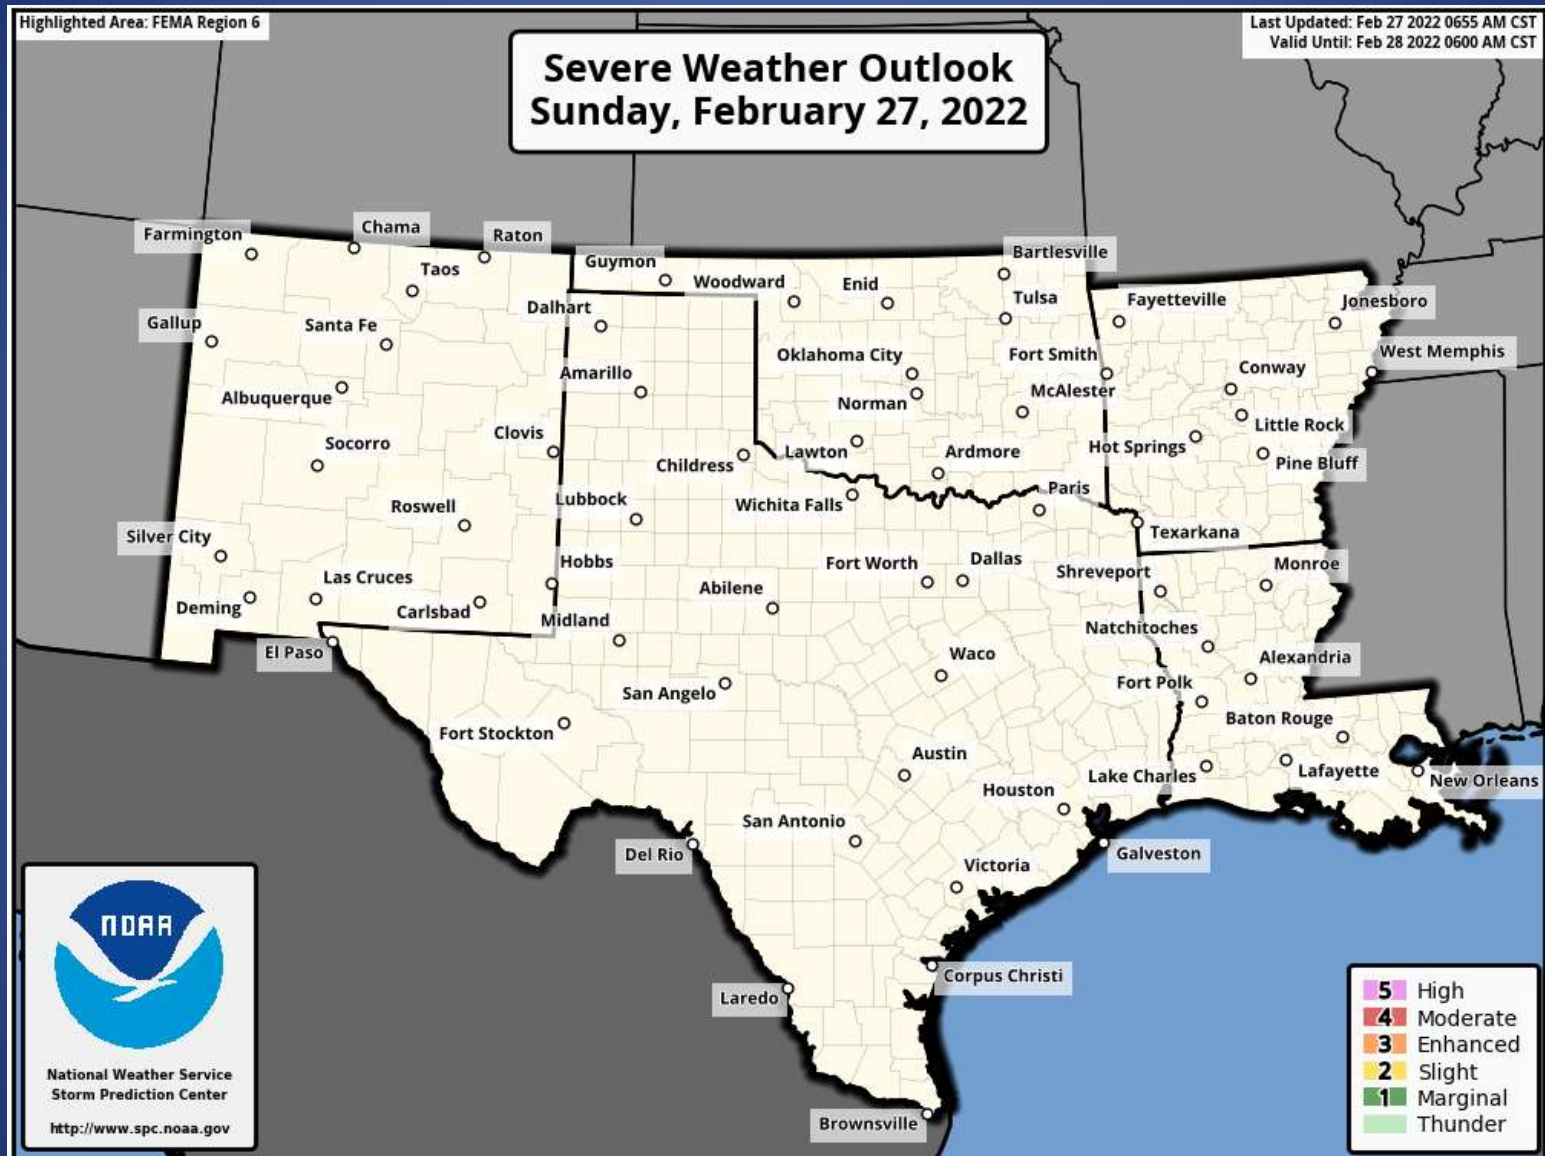 Highlighted Area: FEMA Region 6
Last Updated: Feb 27 2022 0655 AM CST
Valid Until: Feb 28 2022 0600 AM CST
Severe Weather Outlook
Sunday, February 27, 2022
Farmington
Chama
Raton
Taos
Guymon
Woodward
Enid
Bartlesville
Tulsa
Fayetteville
Jonesboro
Gallup
Santa Fe
Dalhart
Oklahoma City
Fort Smith
West Memphis
Amarillo
Conway
Albuquerque
Norman
McAlester
Little Rock
Socorro
Clovis
Childress
Lawton
Ardmore
Hot Springs
Pine Bluff
Roswell
Lubbock
Wichita Falls
Paris
Texarkana
Silver City
Hobbs
Fort Worth
Dallas
Shreveport
Monroe
Las Cruces
Abilene
Deming
Carlsbad
Midland
Natchitoches
El Paso
Waco
Alexandria
San Angelo
Fort Polk
Fort Stockton
Baton Rouge
Austin
Lake Charles
Lafayette
New Orleans
Houston
San Antonio
Del Rio
Galveston
Victoria
Corpus Christi
Laredo
Brownsville
NOAA
National Weather Service
Storm Prediction Center
http://www.spc.noaa.gov
5 High
4 Moderate
3 Enhanced
2 Slight
1 Marginal
Thunder